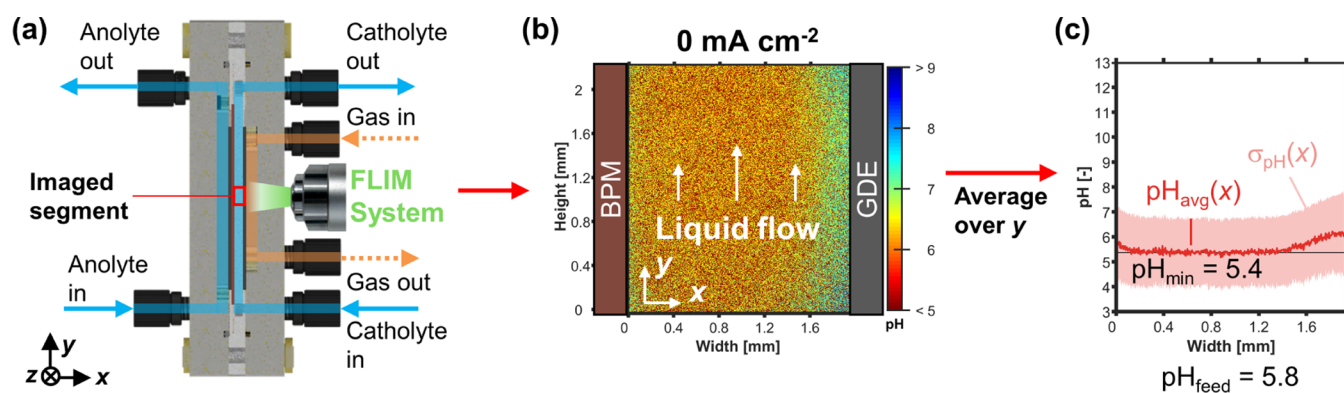 (a)
Anolyte
out
Catholyte
out
Gas in
Imaged
segment
FLIM
System
Anolyte
in
Gas out
Catholyte
in
y
z
x
(b)
0 mA cm-2
BPM
GDE
Height [mm]
2
1.6
1.2
0.8
0.4
0
Liquid flow
y
x
0
0.4
0.8
1.2
1.6
Width [mm]
> 9
8
7
6
< 5
pH
Average
over y
(c)
pH [-]
13
12
11
10
9
8
7
6
5
4
3
σpH(x)
pHavg(x)
pHmin = 5.4
0.4
0.8
1.2
1.6
Width [mm]
pHfeed = 5.8